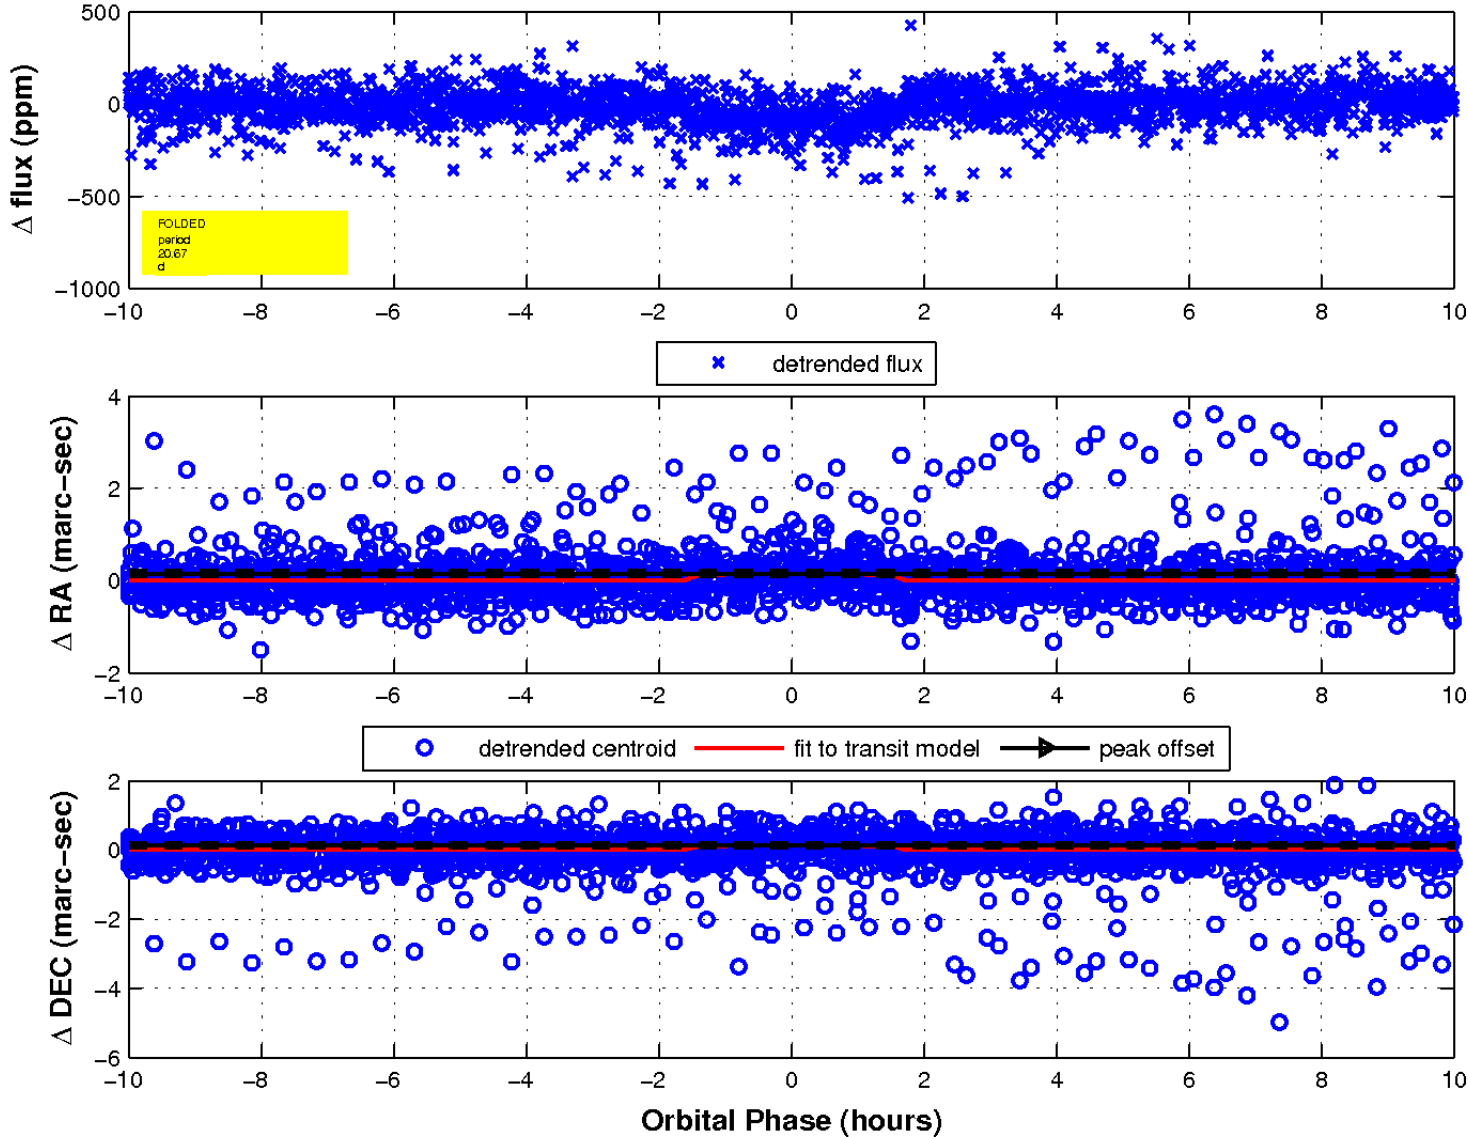 500
0
−500
−1000
Δ flux (ppm)
FOLDED
period
20.67
d
−10 −8 −6 −4 −2 0 2 4 6 8 10
detrended flux
4
2
0
−2
Δ RA (marc−sec)
−10 −8 −6 −4 −2 0 2 4 6 8 10
detrended centroid fit to transit model peak offset
2
0
−2
−4
−6
Δ DEC (marc−sec)
−10 −8 −6 −4 −2 0 2 4 6 8 10
Orbital Phase (hours)